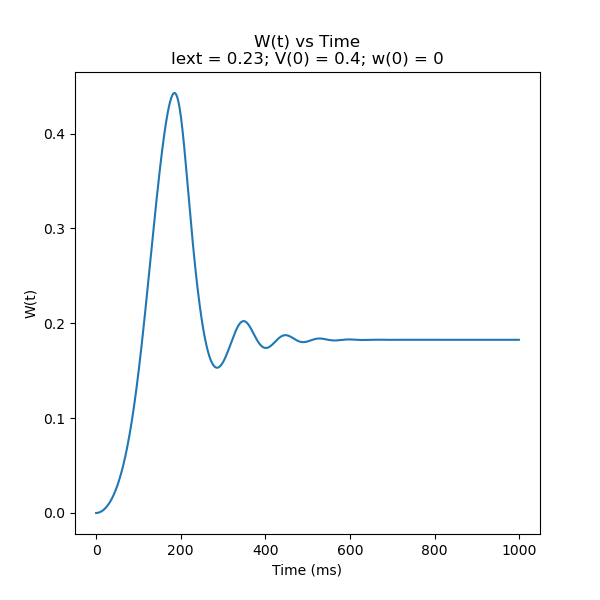 W(t) vs Time
Iext = 0.23; V(0) = 0.4; w(0) = 0
0.4
0.3
0.2
0.1
0.0
W(t)
0 200 400 600 800 1000
Time (ms)